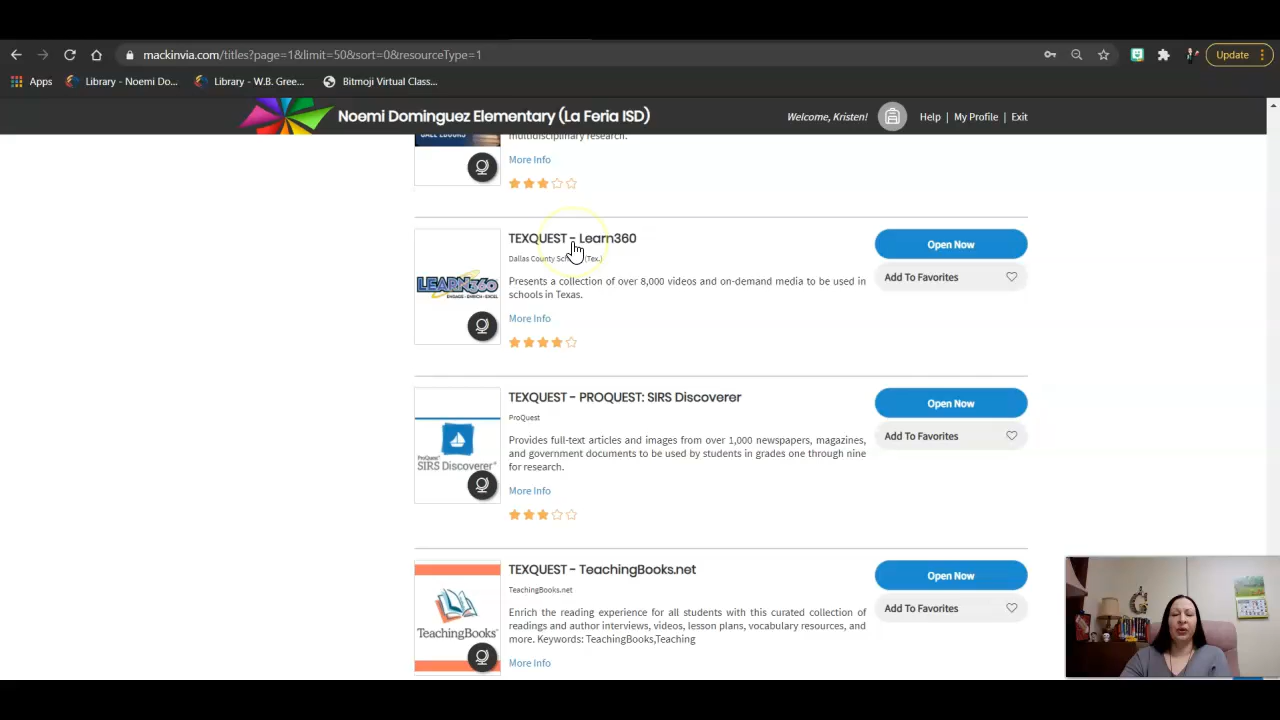 mackinvia.com/titles?page=1&limit=50&sort=0&resourceType=1
Update
Apps
Library - Noemi Do...
Library - W.B. Gree...
Bitmoji Virtual Class...
Noemi Dominguez Elementary (La Feria ISD)
Welcome, Kristen!
Help | My Profile | Exit
multidisciplinary research.
More Info
TEXQUEST - Learn360
Dallas County (Tex.)
Open Now
Add To Favorites
LEARN360
ENGAGE · ENRICH · EXCEL
Presents a collection of over 8,000 videos and on-demand media to be used in
schools in Texas.
More Info
TEXQUEST - PROQUEST: SIRS Discoverer
ProQuest
Open Now
Add To Favorites
ProQuest
SIRS Discoverer
Provides full-text articles and images from over 1,000 newspapers, magazines,
and government documents to be used by students in grades one through nine
for research.
More Info
TEXQUEST - TeachingBooks.net
TeachingBooks.net
Open Now
Add To Favorites
TeachingBooks
Enrich the reading experience for all students with this curated collection of
readings and author interviews, videos, lesson plans, vocabulary resources, and
more. Keywords: TeachingBooks,Teaching
More Info